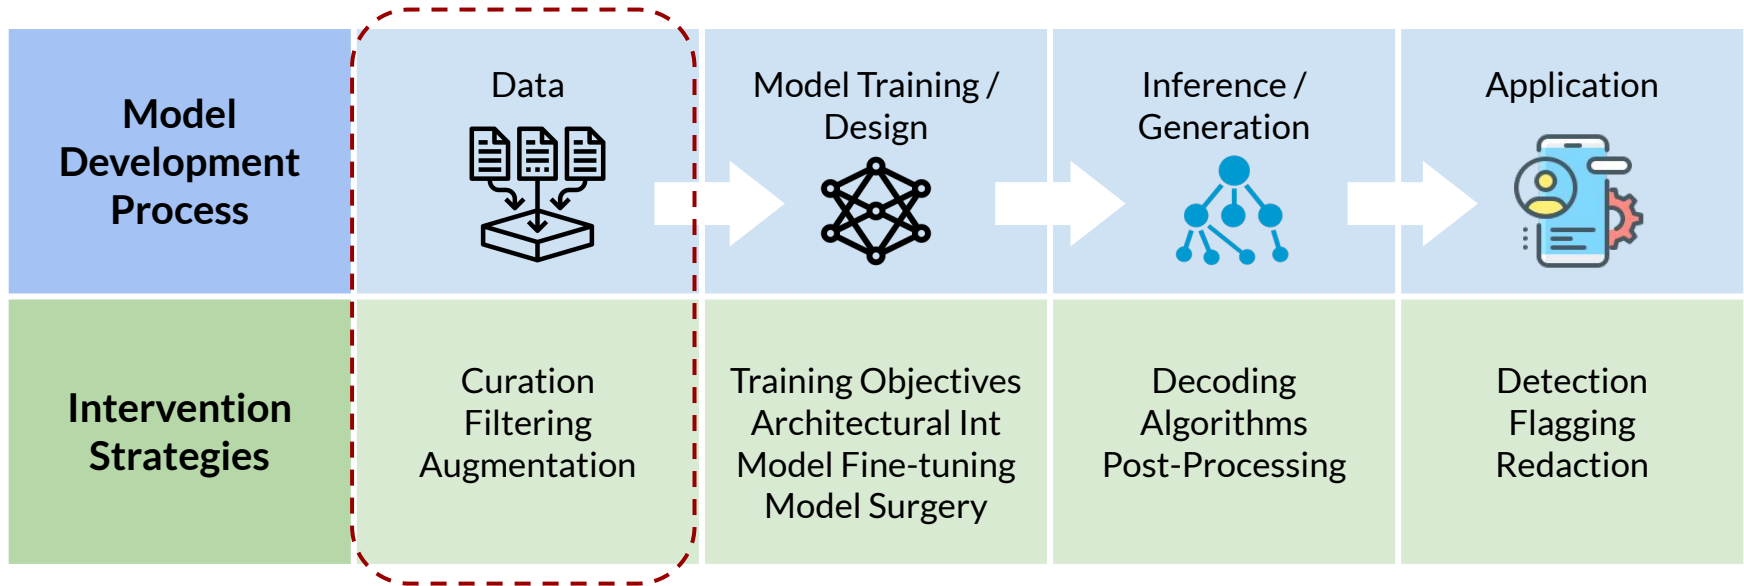 Model
Development
Process
Data
Model Training /
Design
Inference /
Generation
Application
Intervention
Strategies
Curation
Filtering
Augmentation
Training Objectives
Architectural Int
Model Fine-tuning
Model Surgery
Decoding
Algorithms
Post-Processing
Detection
Flagging
Redaction